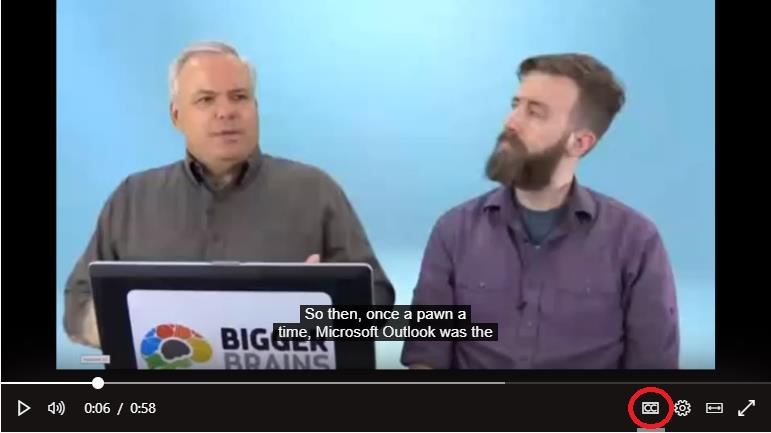 So then, once a pawn a
time, Microsoft Outlook was the
BIGGER
BRAINS
0:06 / 0:58
CC